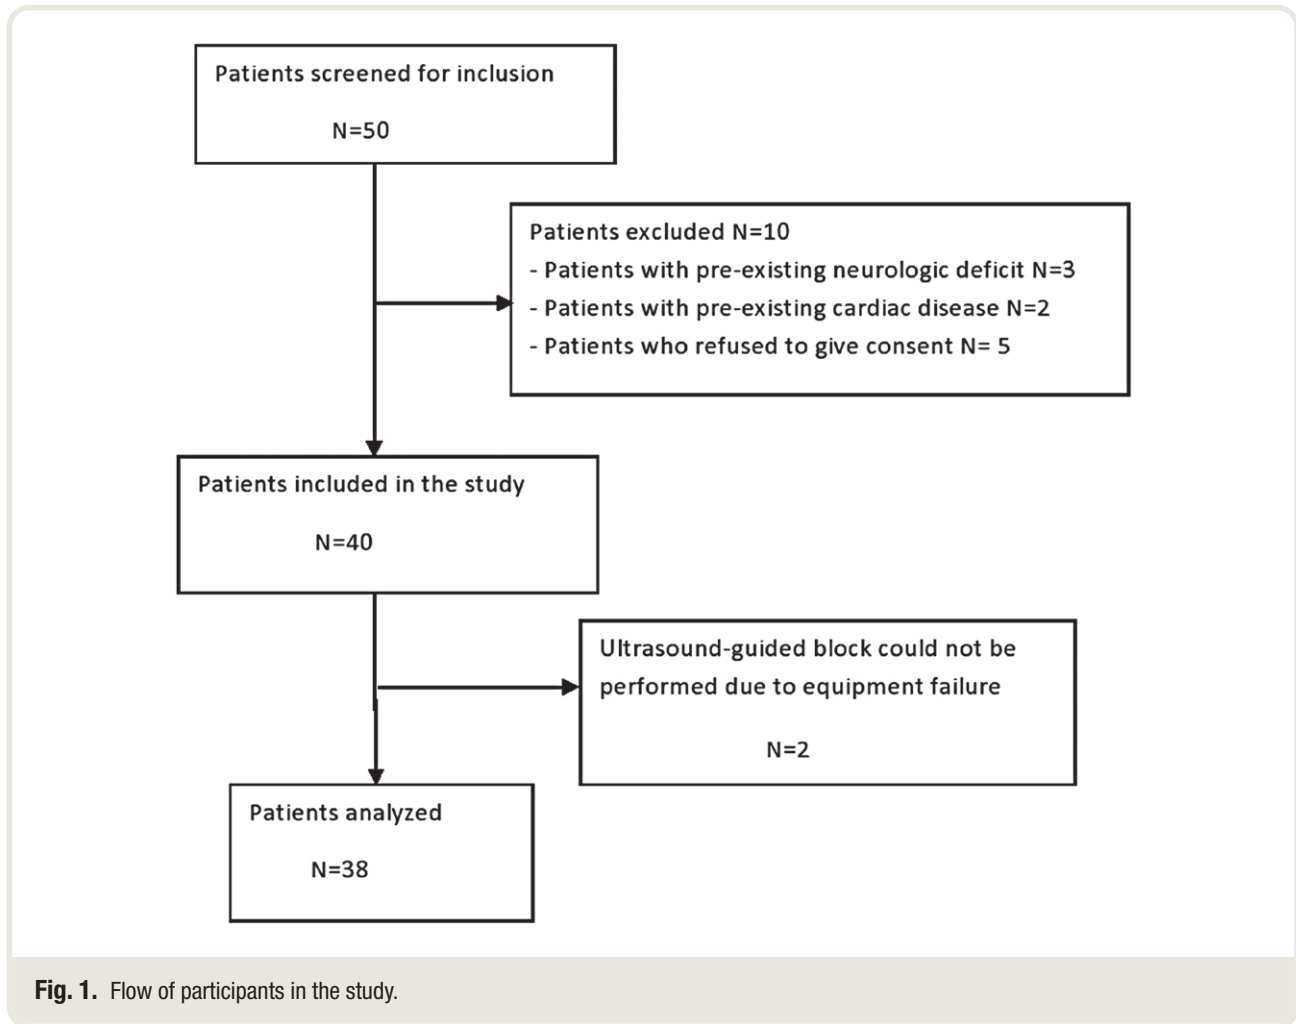 Patients screened for inclusion
N=50
Patients excluded N=10
- Patients with pre-existing neurologic deficit N=3
- Patients with pre-existing cardiac disease N=2
- Patients who refused to give consent N= 5
Patients included in the study
N=40
Ultrasound-guided block could not be
performed due to equipment failure
N=2
Patients analyzed
N=38
Fig. 1. Flow of participants in the study.